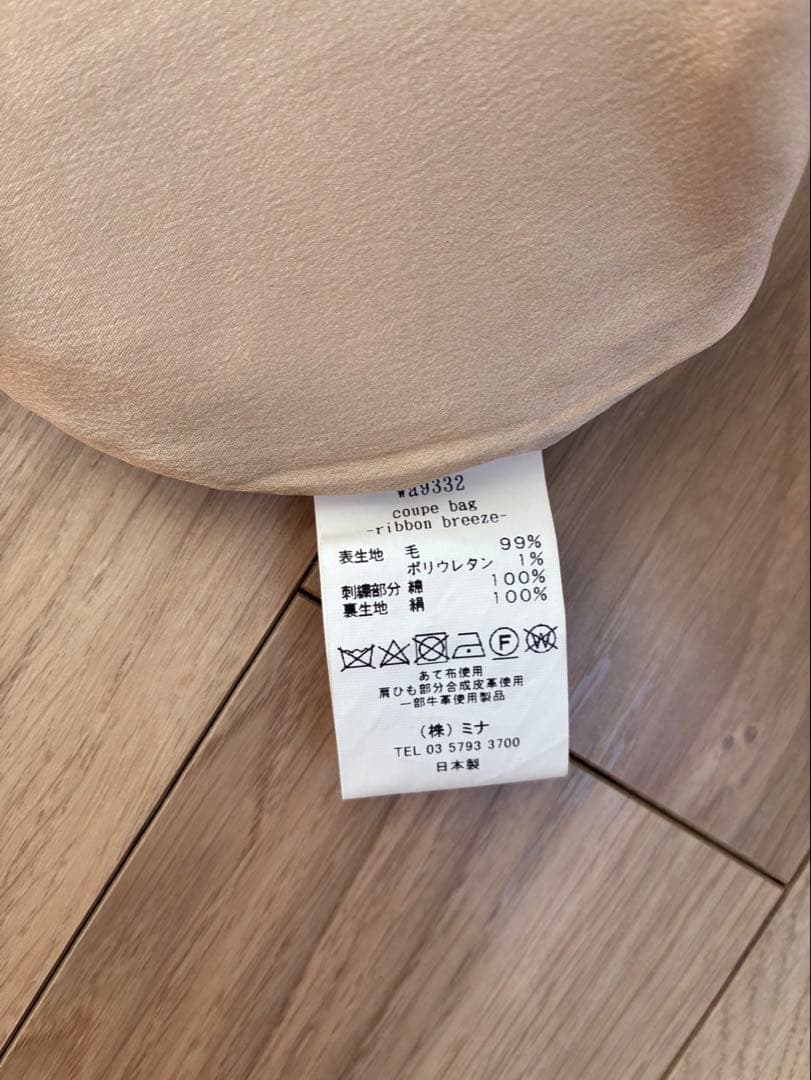 wa9332
coupe bag
-ribbon breeze-
表生地 毛 99%
ポリウレタン 1%
刺繍部分 綿 100%
裏生地 絹 100%
F W
あて布使用
肩ひも部分合成皮革使用
一部牛革使用製品
(株)ミナ
TEL 03 5793 3700
日本製